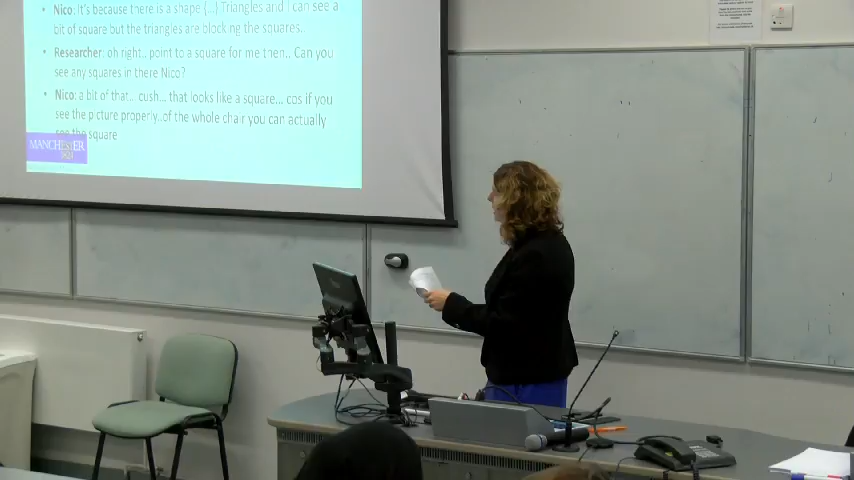 • Nico: It's because there is a shape {...} Triangles and I can see a
bit of square but the triangles are blocking the squares..
• Researcher: oh right.. point to a square for me then.. Can you
see any squares in there Nico?
• Nico: a bit of that... cush... that looks like a square... cos if you
see the picture properly..of the whole chair you can actually
see the square
MANCHESTER
1824